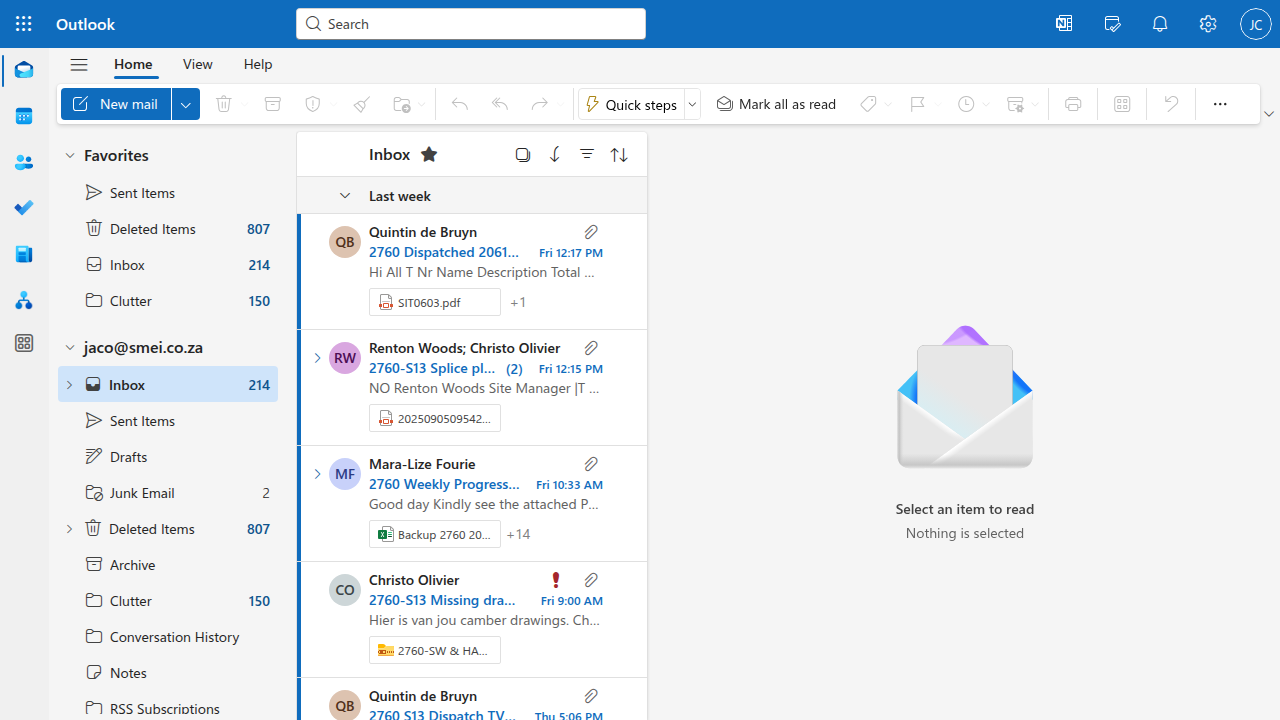 Outlook
Search
JC
Home
View
Help
New mail
Quick steps
Mark all as read
Favorites
Sent Items
Deleted Items 807
Inbox 214
Clutter 150
jaco@smei.co.za
Inbox 214
Sent Items
Drafts
Junk Email 2
Deleted Items 807
Archive
Clutter 150
Conversation History
Notes
RSS Subscriptions
Inbox
Last week
QB
Quintin de Bruyn
2760 Dispatched 2061... Fri 12:17 PM
Hi All T Nr Name Description Total ...
SIT0603.pdf +1
RW
Renton Woods; Christo Olivier
2760-S13 Splice pl... (2) Fri 12:15 PM
NO Renton Woods Site Manager |T ...
2025090509542...
MF
Mara-Lize Fourie
2760 Weekly Progress... Fri 10:33 AM
Good day Kindly see the attached P...
Backup 2760 20... +14
CO
Christo Olivier
2760-S13 Missing dra... Fri 9:00 AM
Hier is van jou camber drawings. Ch...
2760-SW & HA...
QB
Quintin de Bruyn
2760 S13 Dispatch TV... Thu 5:06 PM
Select an item to read
Nothing is selected